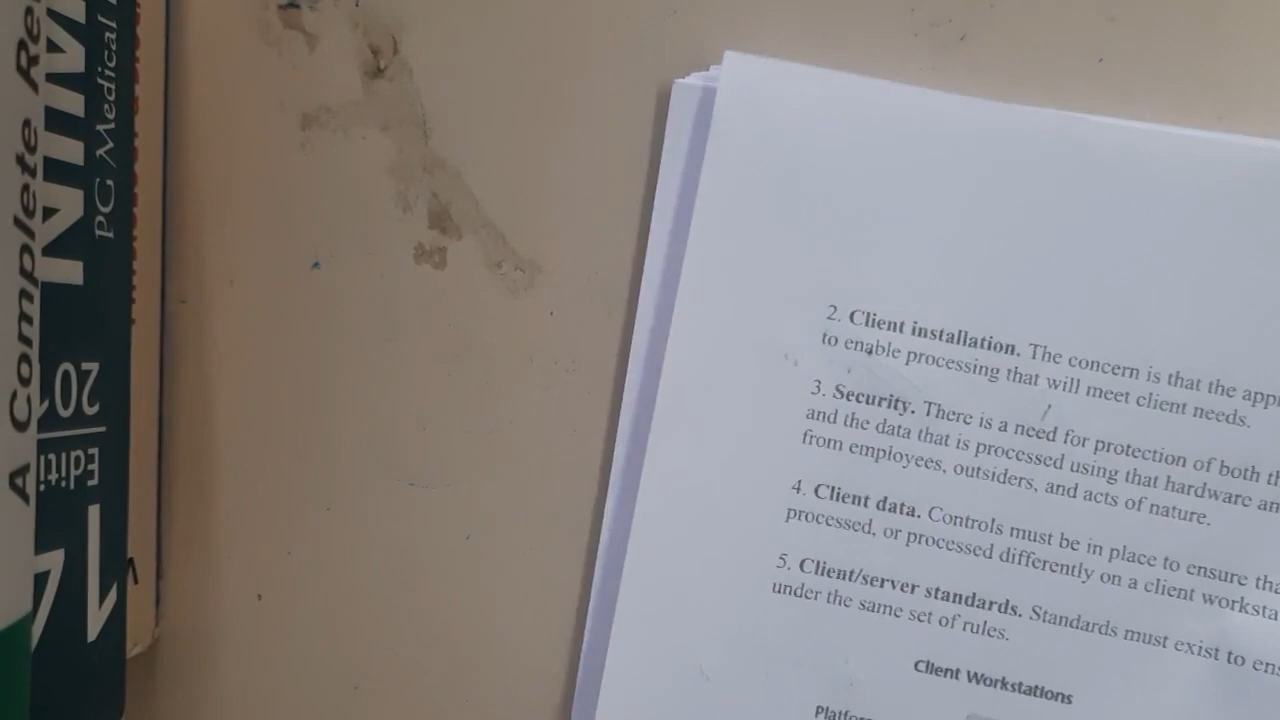 A Complete Re
NIM
PG Medical
20
Editi
2. Client installation. The concern is that the appl
to enable processing that will meet client needs.
3. Security. There is a need for protection of both th
and the data that is processed using that hardware an
from employees, outsiders, and acts of nature.
4. Client data. Controls must be in place to ensure tha
processed, or processed differently on a client worksta
5. Client/server standards. Standards must exist to ens
under the same set of rules.
Client Workstations
Platfo